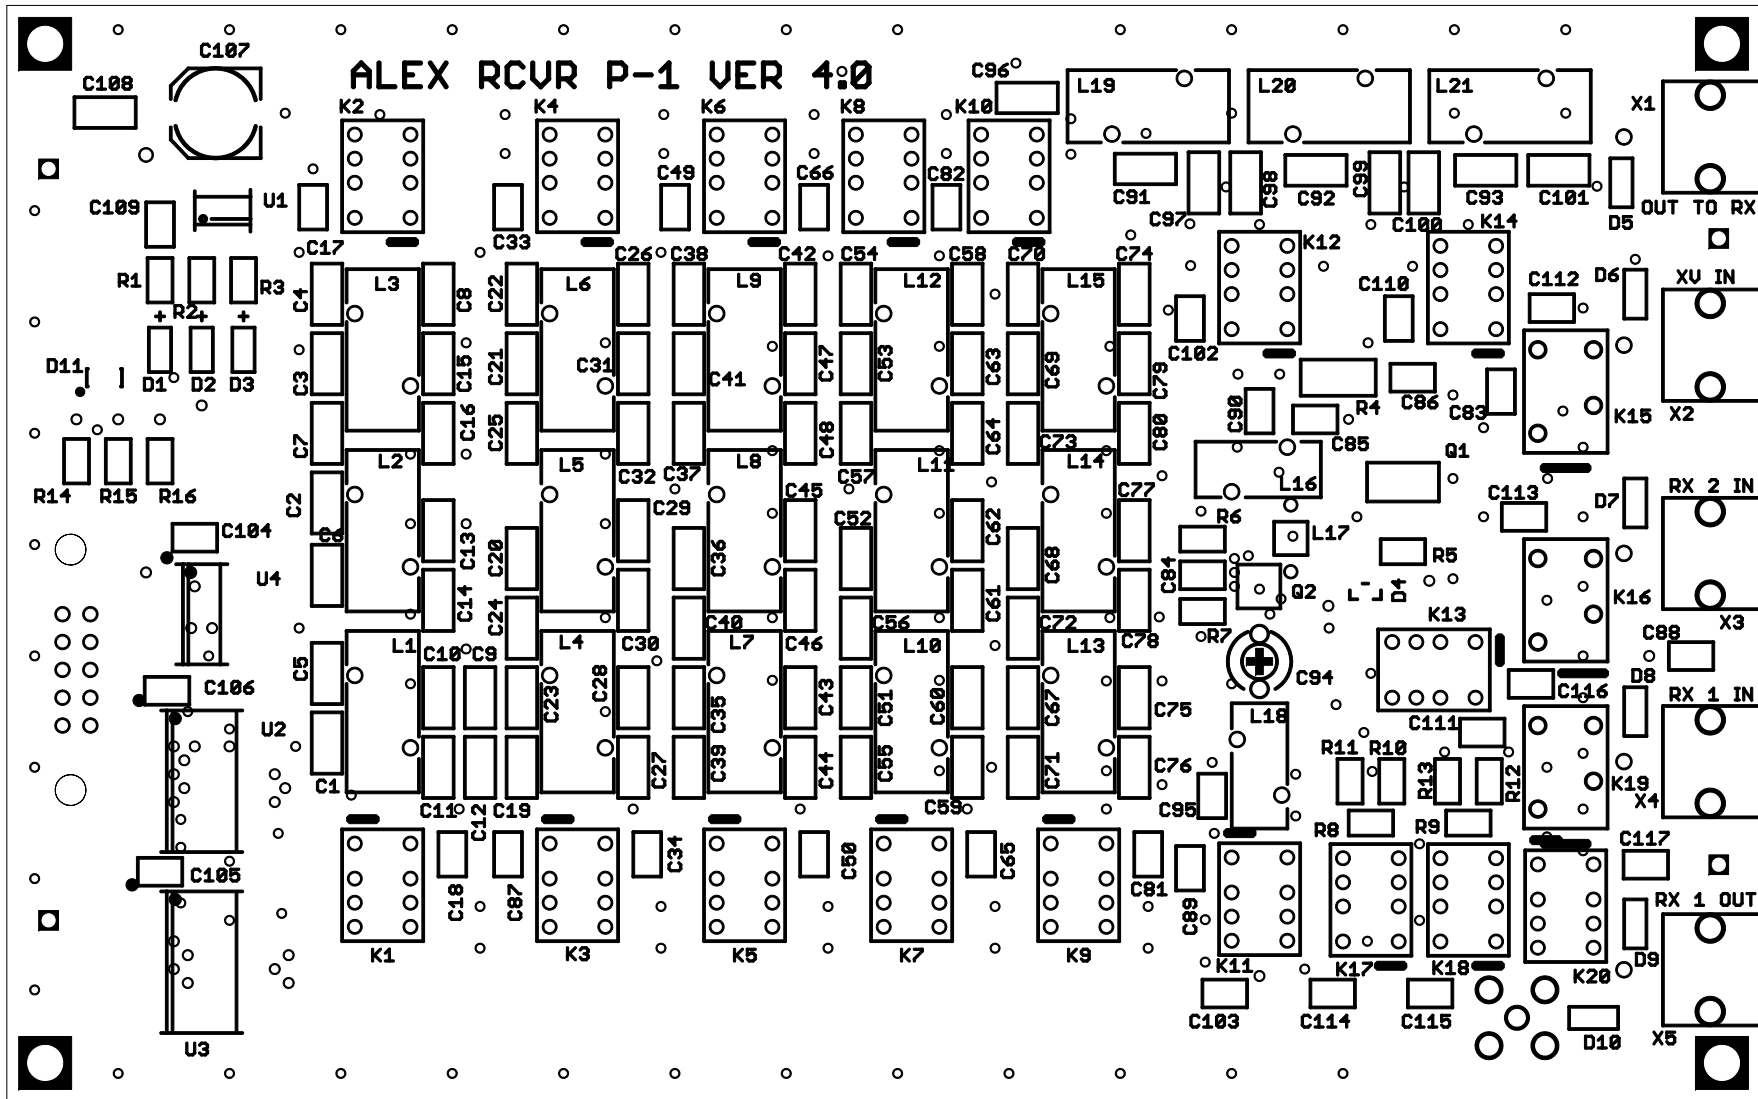 C107
ALEX RCVR P-1 VER 4.0
C96
C108
K2
K4
K6
K8
K10
L19
L20
L21
X1
C49
C66
C82
C109
U1
C91
C97
C98
C92
C99
C93
C101
C100
K14
D5
OUT TO RX
C17
C33
C26
C38
C42
C54
C58
C70
C74
K12
R1
R2
R3
C4
L3
C8
C22
L6
L9
L12
L15
C110
C112
D6
XV IN
D11
D1
D2
D3
C3
C15
C21
C31
C41
C47
C53
C63
C69
C79
C102
R4
C86
C83
K15
X2
C7
C16
C25
C48
C64
C73
C80
C90
C85
Q1
R14
R15
R16
C2
L2
L5
C32
C37
L8
C57
L11
L14
L16
C6
C29
C45
C52
C62
C77
R6
L17
C113
D7
RX 2 IN
C104
U4
C13
C20
C36
C68
C84
R5
C14
C24
C61
Q2
D4
K16
X3
C40
C56
C72
R7
K13
C5
L1
C10
C9
L4
C30
L7
C46
L10
L13
C78
C88
C106
C23
C28
C35
C43
C51
C60
C67
C75
C94
C116
D8
RX 1 IN
U2
L18
C111
C1
C27
C39
C44
C55
C71
C76
R11
R10
R13
R12
K19
X4
C11
C12
C19
C59
C95
R8
R9
C117
C105
C34
C50
C65
C81
C18
C87
C89
RX 1 OUT
K1
K3
K5
K7
K9
K11
K17
K18
K20
D9
C103
C114
C115
D10
X5
U3